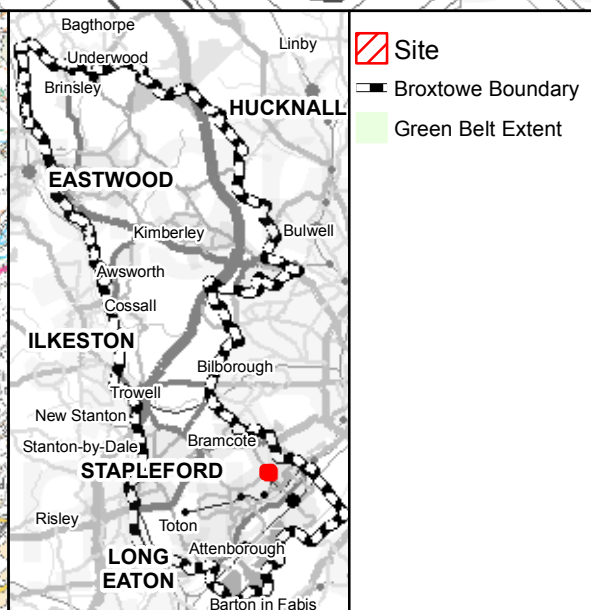 Bagthorpe
Linby
Underwood
Brinsley
HUCKNALL
EASTWOOD
Kimberley
Bulwell
Awsworth
Cossall
ILKESTON
Bilborough
Trowell
New Stanton
Bramcote
Stanton-by-Dale
STAPLEFORD
Risley
Toton
Attenborough
LONG
EATON
Barton in Fabis
Site
Broxtowe Boundary
Green Belt Extent